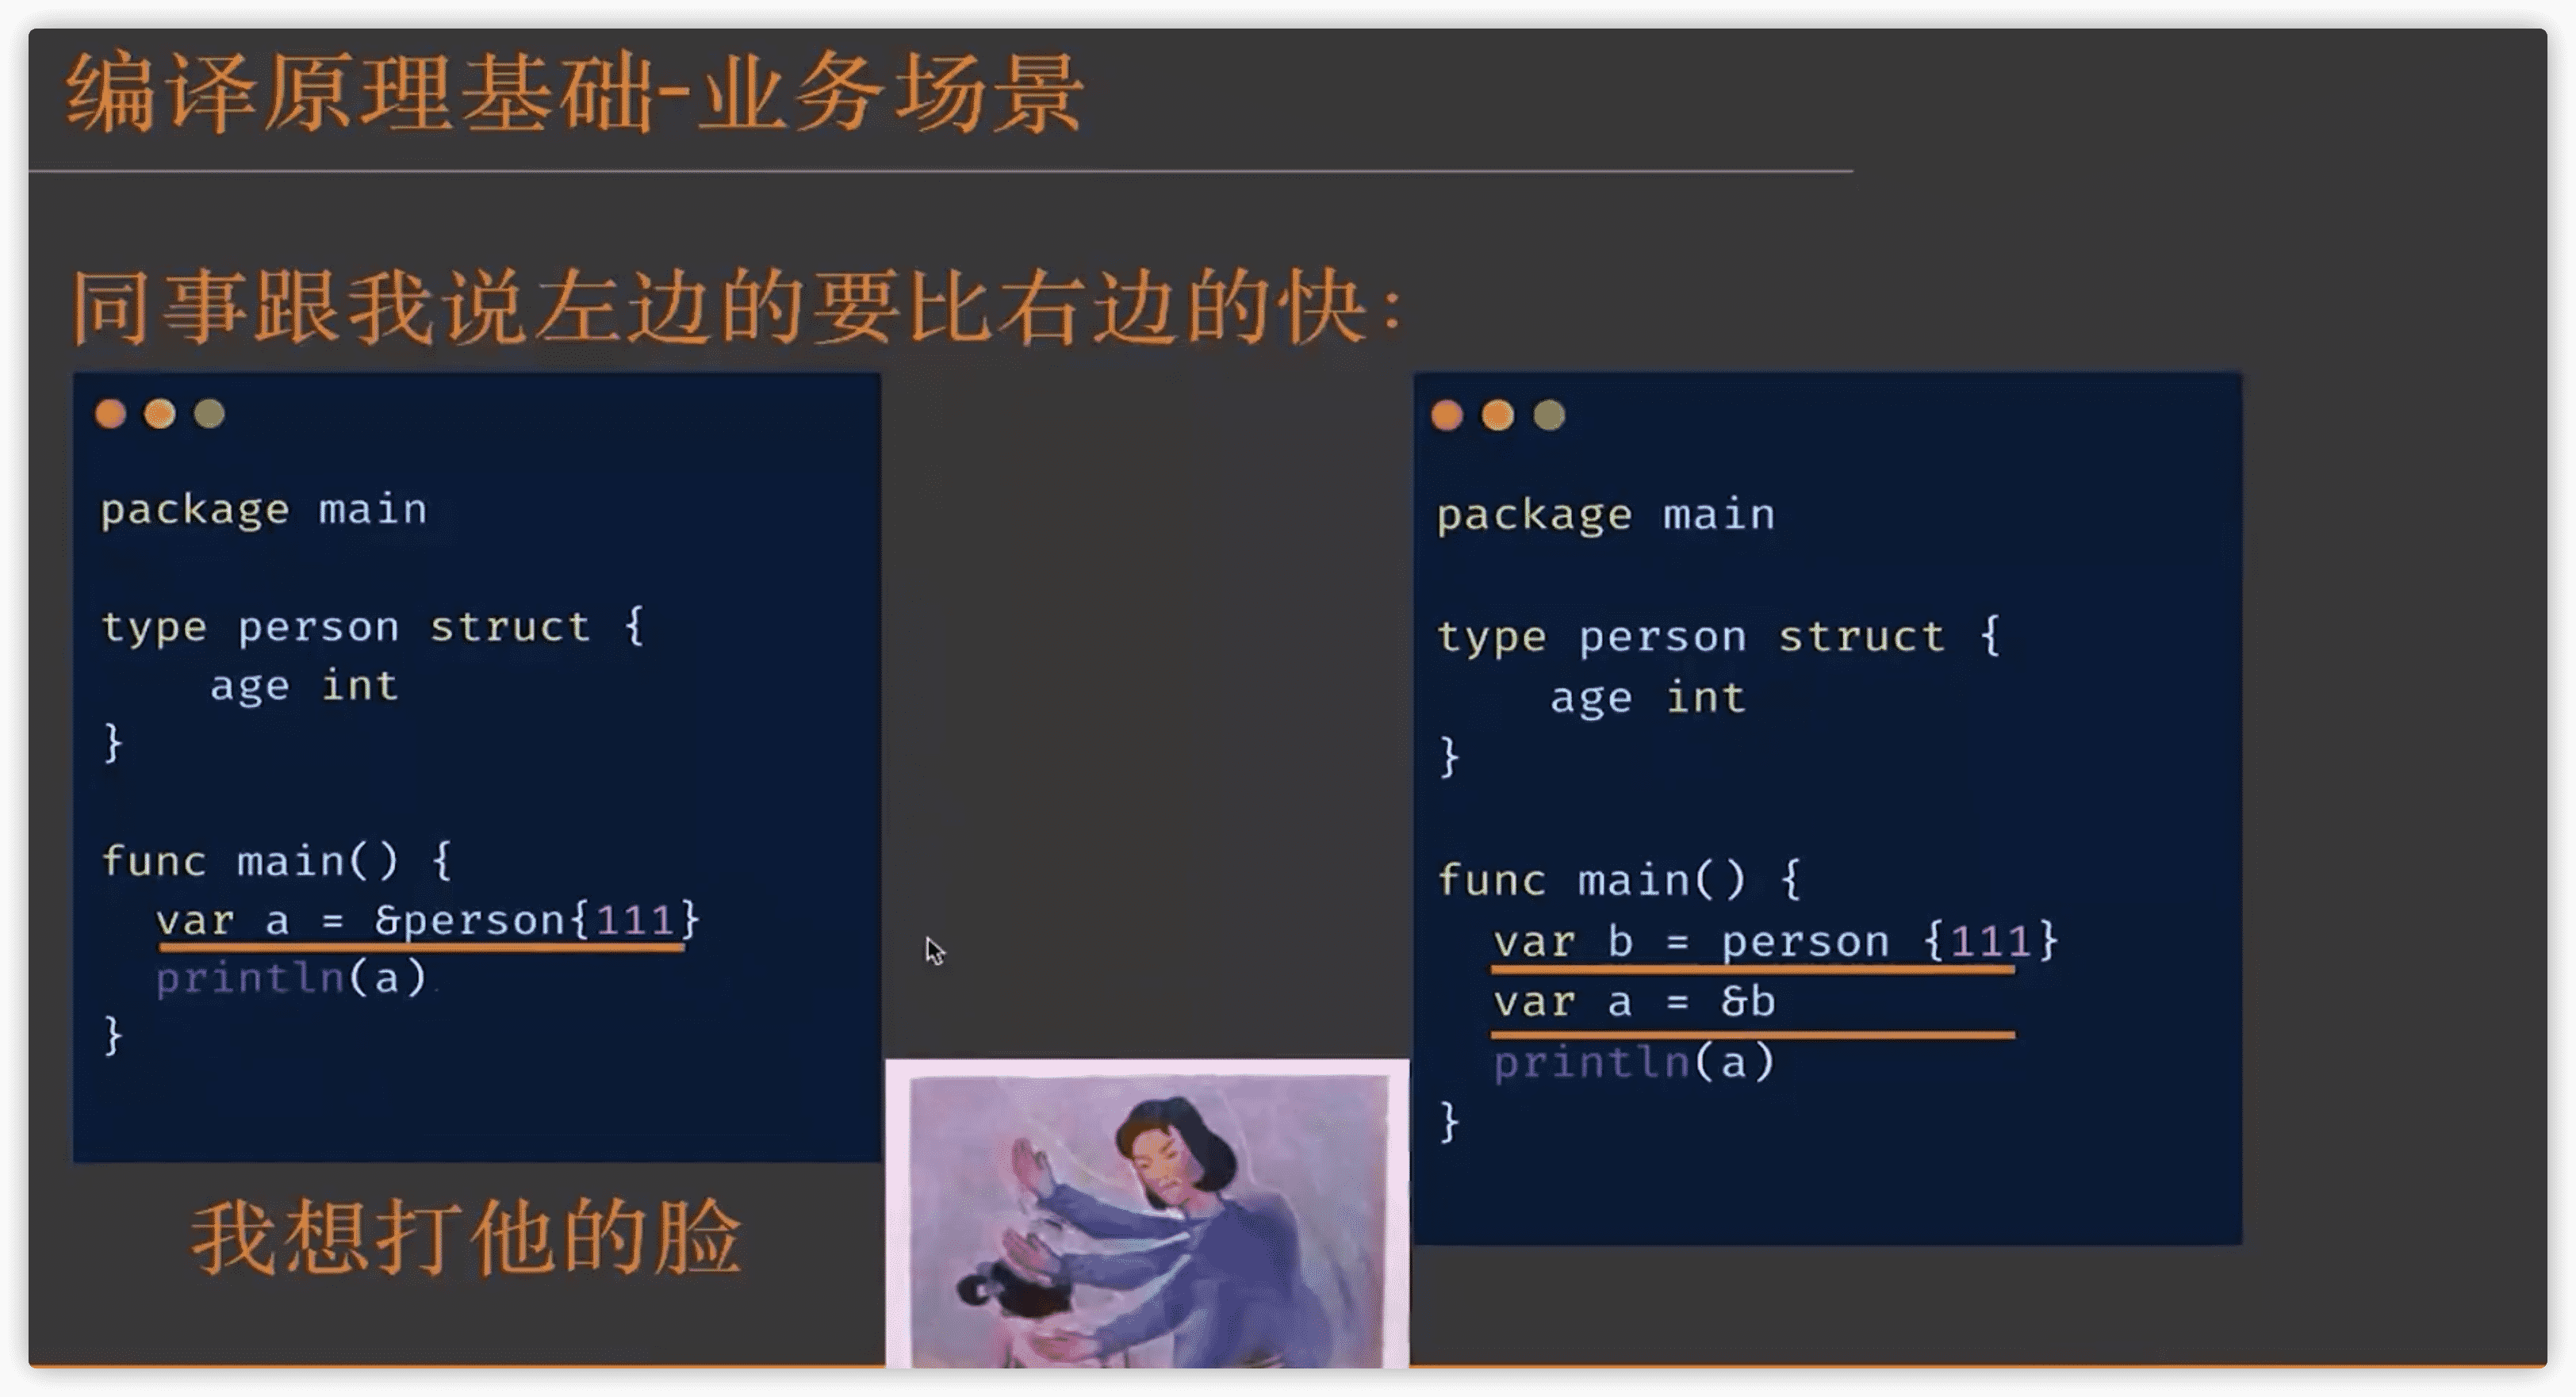 编译原理基础-业务场景
同事跟我说左边的要比右边的快:
package main
type person struct {
    age int
}
func main() {
  var a = &person{111}
  println(a)
}
package main
type person struct {
    age int
}
func main() {
  var b = person {111}
  var a = &b
  println(a)
}
我想打他的脸